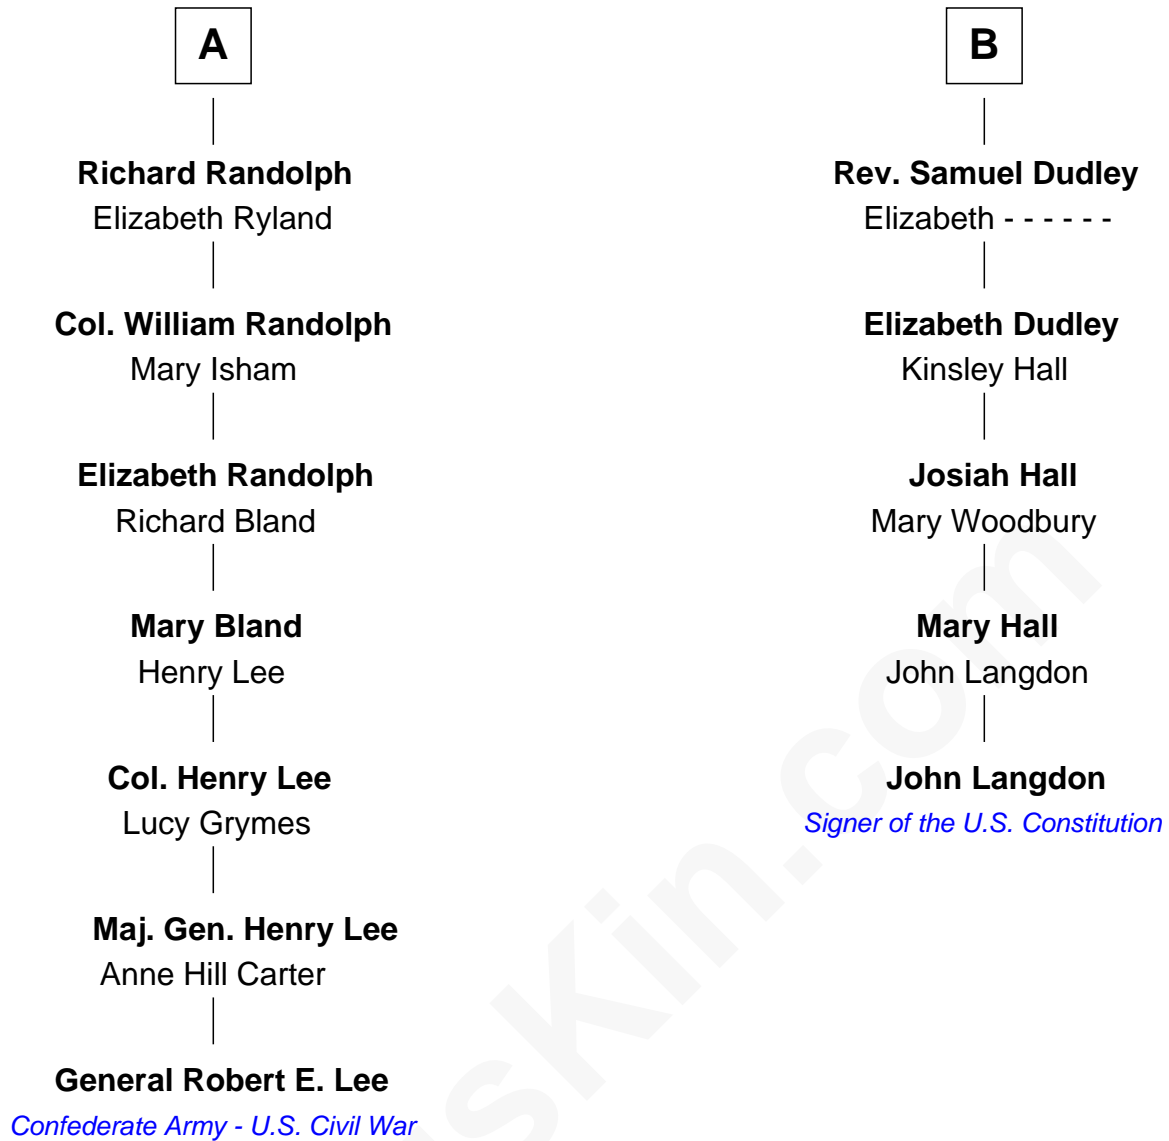 A
Richard Randolph
Elizabeth Ryland
Col. William Randolph
Mary Isham
Elizabeth Randolph
Richard Bland
Mary Bland
Henry Lee
Col. Henry Lee
Lucy Grymes
Maj. Gen. Henry Lee
Anne Hill Carter
General Robert E. Lee
Confederate Army - U.S. Civil War
B
Rev. Samuel Dudley
Elizabeth - - - - - -
Elizabeth Dudley
Kinsley Hall
Josiah Hall
Mary Woodbury
Mary Hall
John Langdon
John Langdon
Signer of the U.S. Constitution
sKin.com